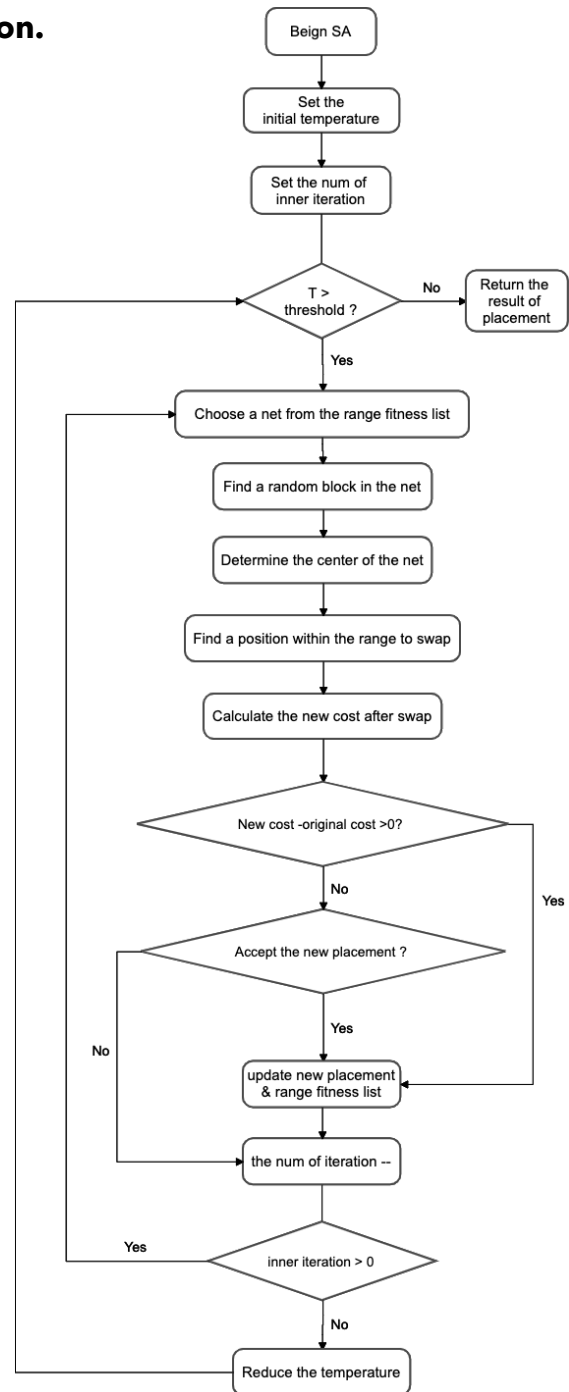 on.
Beign SA
Set the
initial temperature
Set the num of
inner iteration
T >
threshold ?
No
Return the
result of
placement
Yes
Choose a net from the range fitness list
Find a random block in the net
Determine the center of the net
Find a position within the range to swap
Calculate the new cost after swap
New cost -original cost >0?
No
Yes
Accept the new placement ?
Yes
No
update new placement
& range fitness list
the num of iteration --
Yes
inner iteration > 0
No
Reduce the temperature